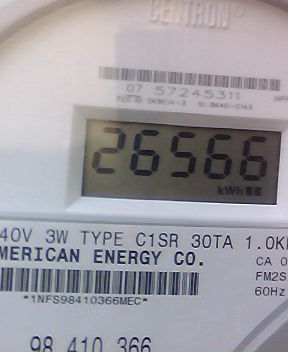 CENTRON®
07 57245311
26566
kWh
40V 3W TYPE C1SR 30TA 1.0K
MERICAN ENERGY CO.
CA 0
FM2S
60Hz
*1NFS98410366MEC*
98 410 366